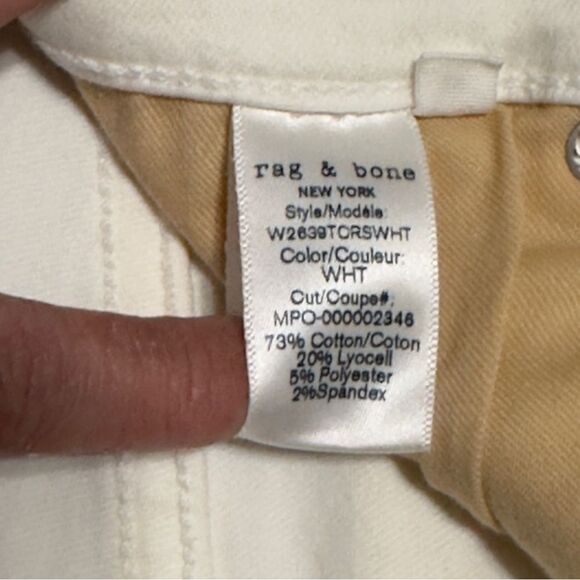 rag & bone
NEW YORK
Style/Modèle:
W2639TCRSWHT
Color/Couleur:
WHT
Cut/Coupe#:
MPO-000002346
73% Cotton/Coton
20% Lyocell
5% Polyester
2%Spandex